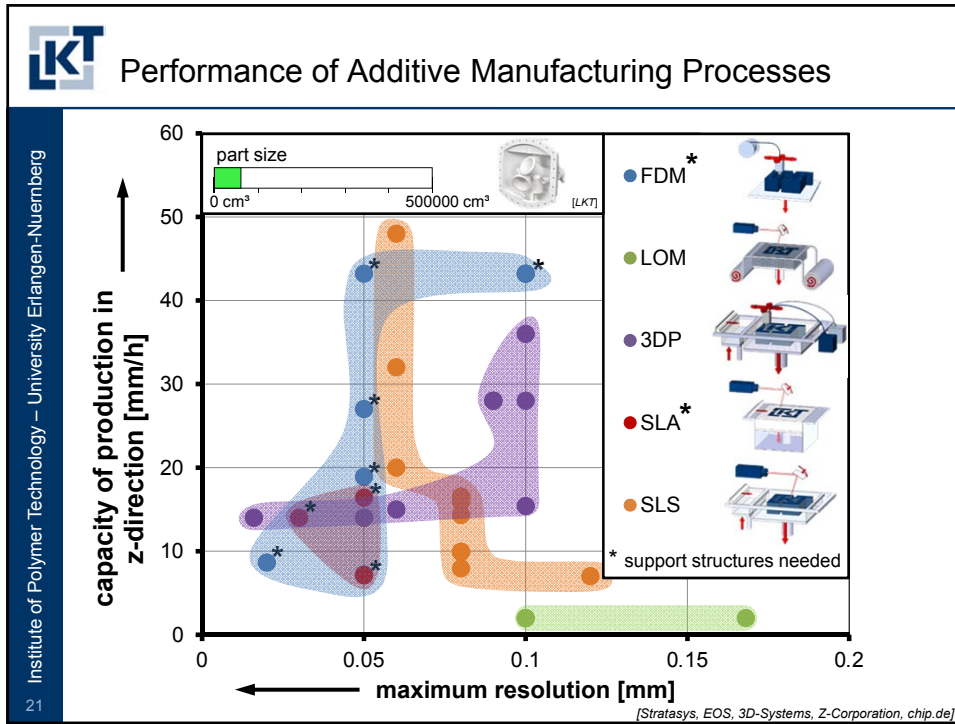 LKT
Performance of Additive Manufacturing Processes
Institute of Polymer Technology – University Erlangen-Nuernberg
21
capacity of production in
z-direction [mm/h]
60
50
40
30
20
10
0
part size
0 cm³ 500000 cm³
[LKT]
* * * * * * * *
FDM*
LOM
3DP
SLA*
SLS
* support structures needed
0 0.05 0.1 0.15 0.2
maximum resolution [mm]
[Stratasys, EOS, 3D-Systems, Z-Corporation, chip.de]